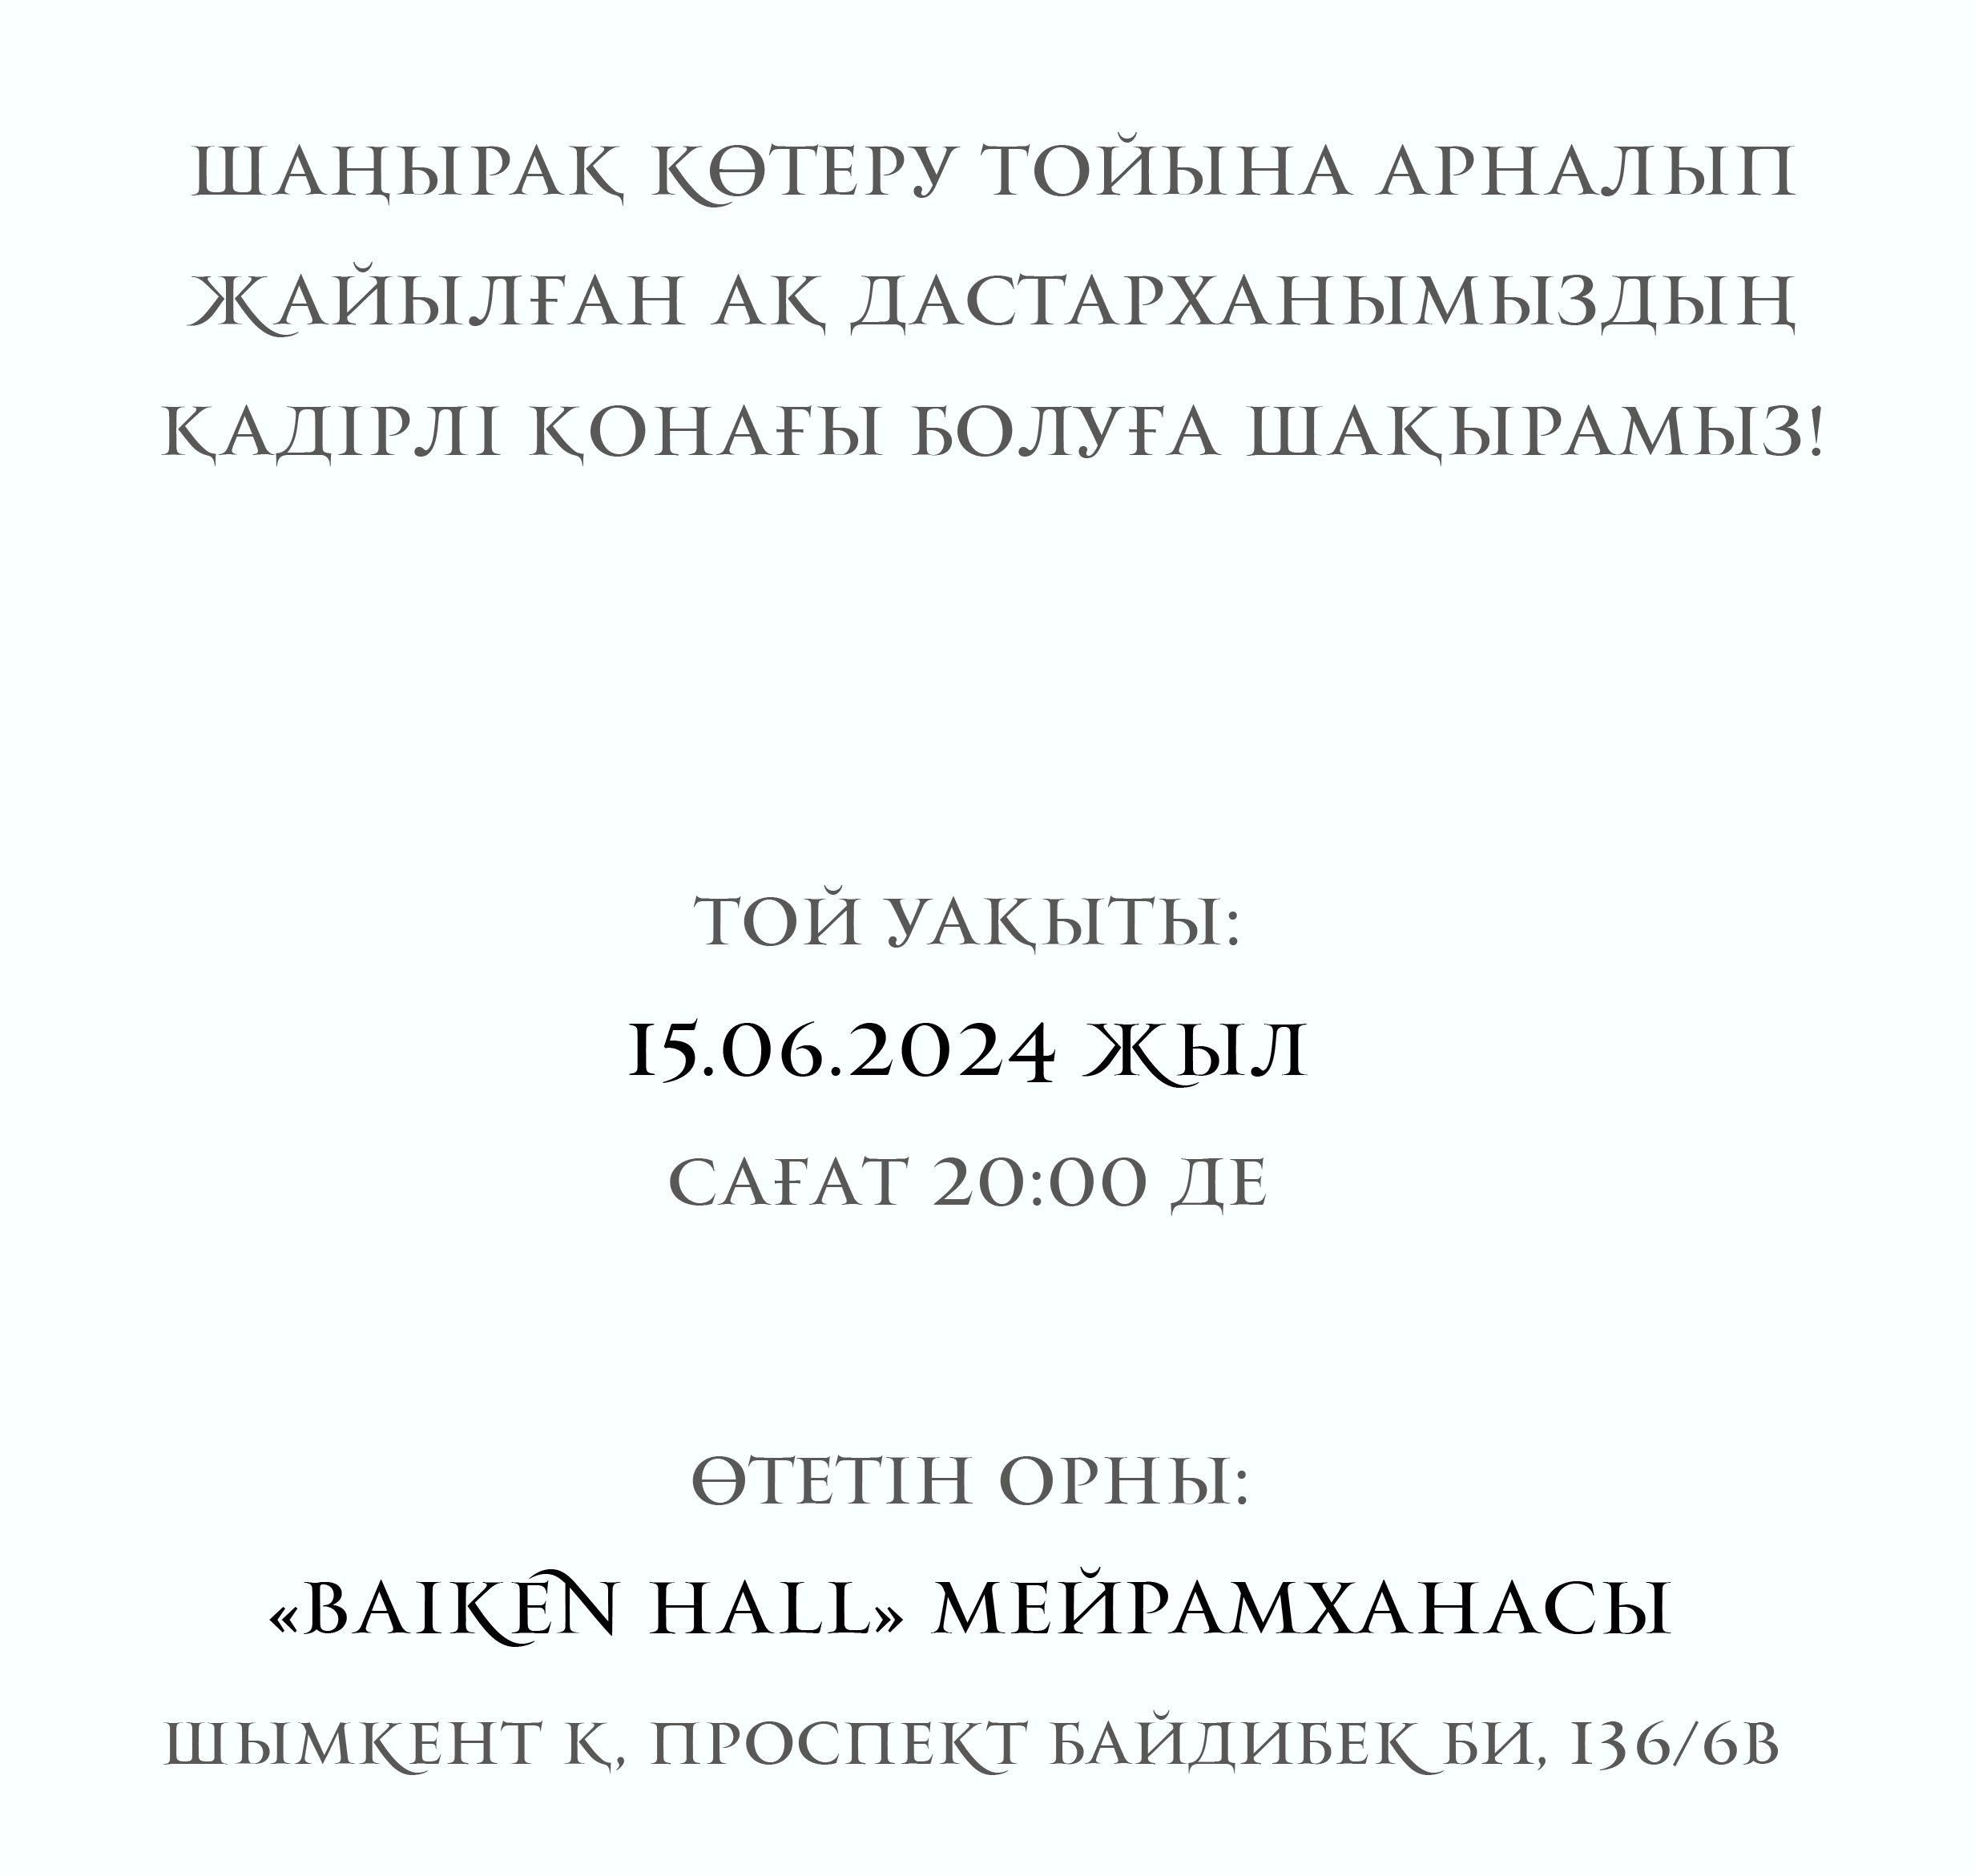 ШАҢЫРАҚ КӨТЕРУ ТОЙЫНА АРНАЛЫП
ЖАЙЫЛҒАН АҚ ДАСТАРХАНЫМЫЗДЫҢ
ҚАДІРЛІ ҚОНАҒЫ БОЛУҒА ШАҚЫРАМЫЗ!
ТОЙ УАҚЫТЫ:
15.06.2024 ЖЫЛ
САҒАТ 20:00 ДЕ
ӨТЕТІН ОРНЫ:
«BAIKEN HALL» МЕЙРАМХАНАСЫ
ШЫМКЕНТ Қ, ПРОСПЕКТ БАЙДИБЕК БИ, 136/6В